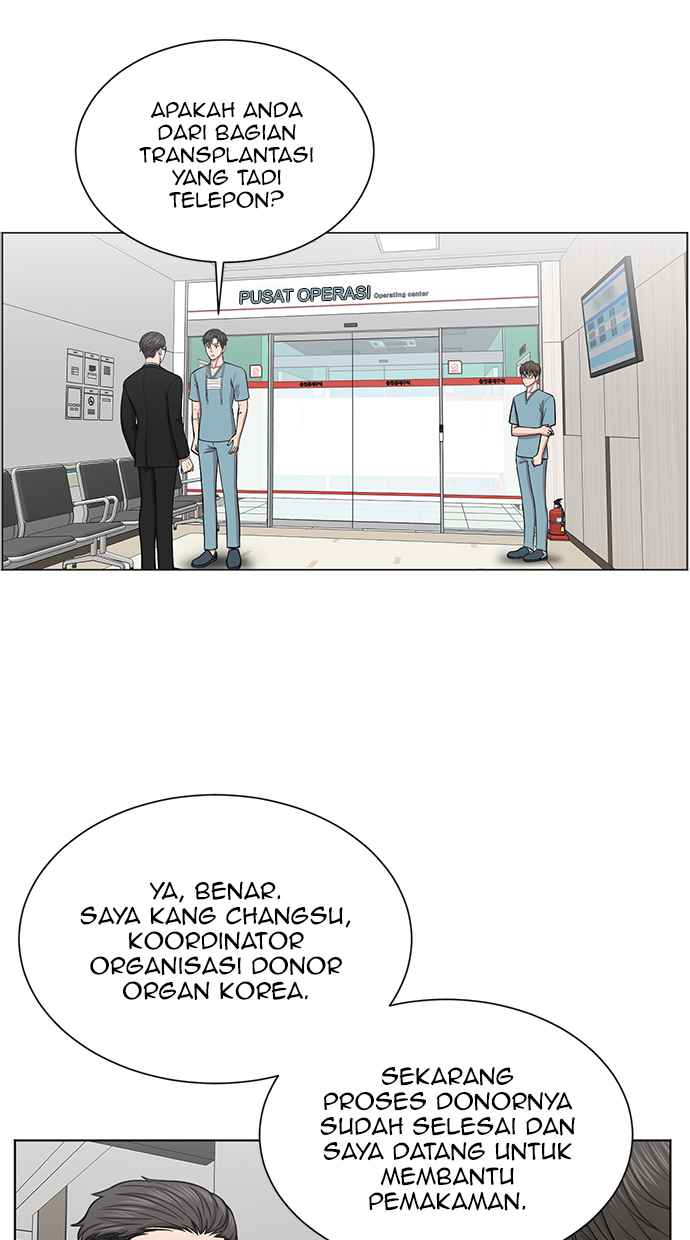 APAKAH ANDA
DARI BAGIAN
TRANSPLANTASI
YANG TADI
TELEPON?
PUSAT OPERASI Operating center
YA, BENAR.
SAYA KANG CHANGSU,
KOORDINATOR
ORGANISASI DONOR
ORGAN KOREA.
SEKARANG
PROSES DONORNYA
SUDAH SELESAI DAN
SAYA DATANG UNTUK
MEMBANTU
PEMAKAMAN.